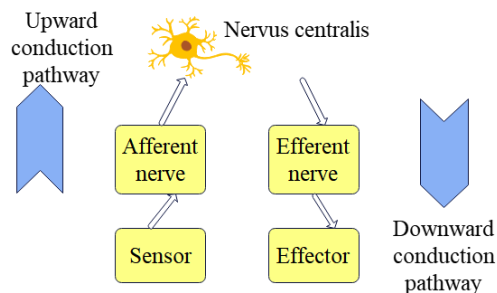 Upward
conduction
pathway
Nervus centralis
Afferent
nerve
Efferent
nerve
Sensor
Effector
Downward
conduction
pathway